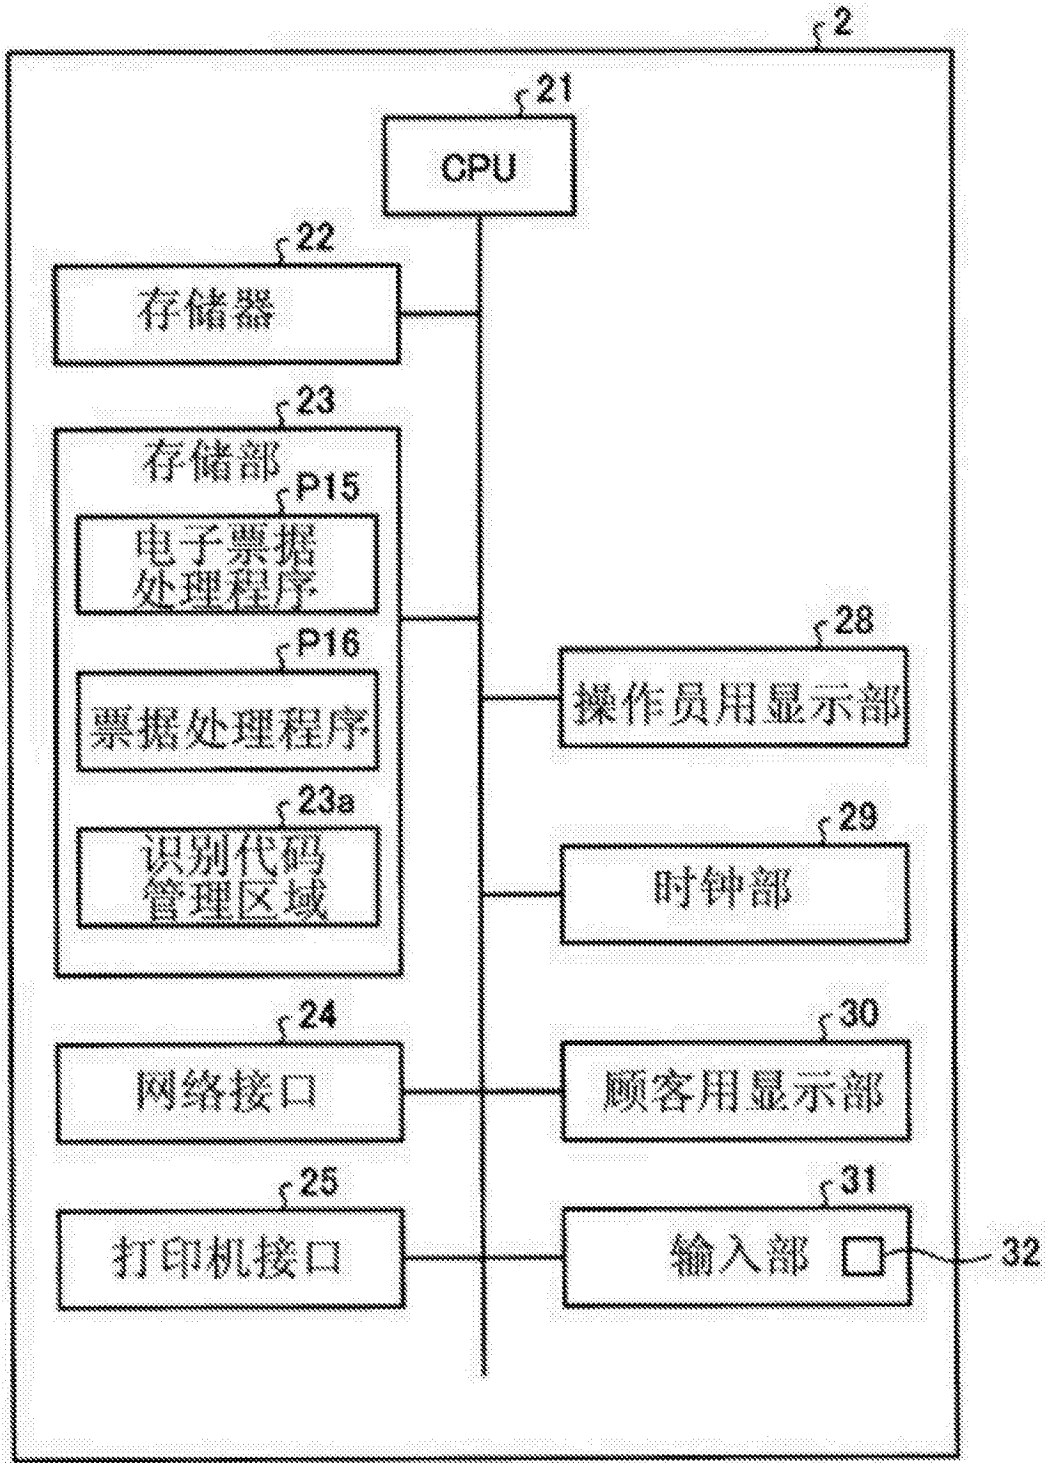 2
21
CPU
22
存储器
23
存储部
P15
电子票据
处理程序
P16
票据处理程序
23a
识别代码
管理区域
24
网络接口
25
打印机接口
28
操作员用显示部
29
时钟部
30
顾客用显示部
31
输入部
32